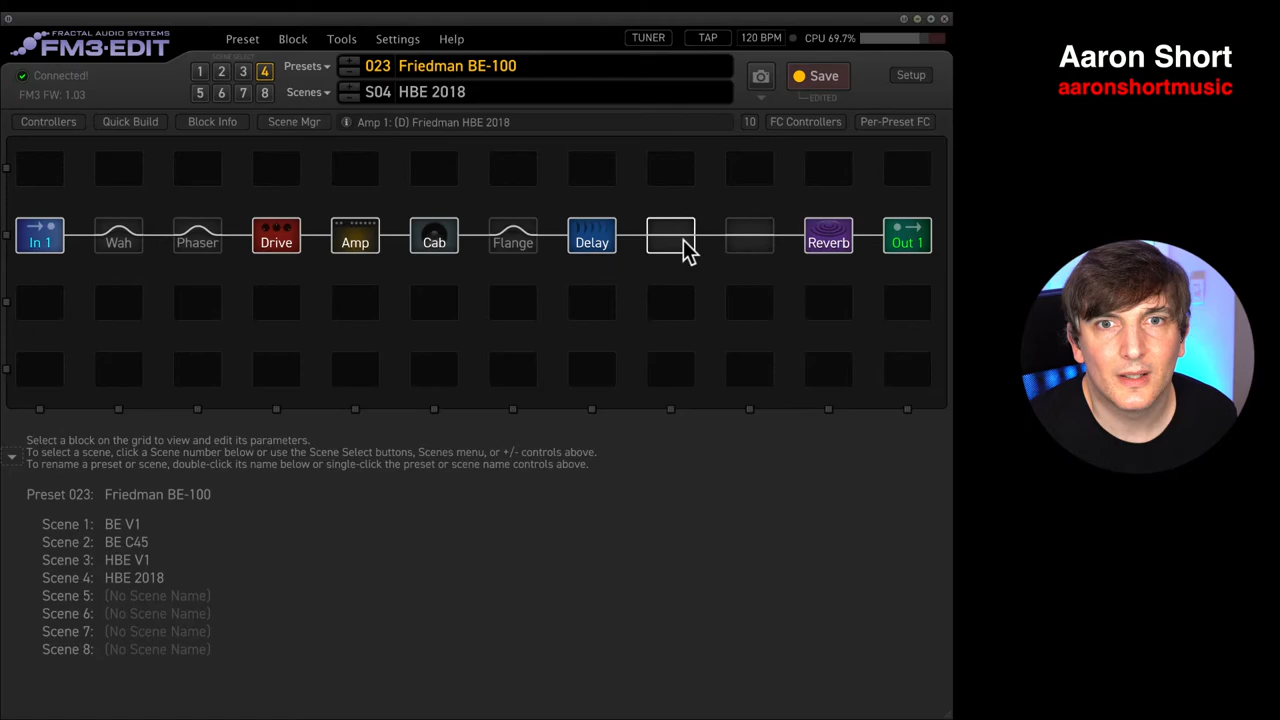 FRACTAL AUDIO SYSTEMS
FM3-EDIT
Preset Block Tools Settings Help
TUNER TAP 120 BPM CPU 69.7%
Connected!
FM3 FW: 1.03
SCENE SELECT
1 2 3 4
5 6 7 8
Presets 023 Friedman BE-100
Scenes S04 HBE 2018
Save
EDITED
Setup
Controllers Quick Build Block Info Scene Mgr Amp 1: (D) Friedman HBE 2018 10 FC Controllers Per-Preset FC
In 1 Wah Phaser Drive Amp Cab Flange Delay Reverb Out 1
Select a block on the grid to view and edit its parameters.
To select a scene, click a Scene number below or use the Scene Select buttons, Scenes menu, or +/- controls above.
To rename a preset or scene, double-click its name below or single-click the preset or scene name controls above.
Preset 023: Friedman BE-100
Scene 1: BE V1
Scene 2: BE C45
Scene 3: HBE V1
Scene 4: HBE 2018
Scene 5: (No Scene Name)
Scene 6: (No Scene Name)
Scene 7: (No Scene Name)
Scene 8: (No Scene Name)
Aaron Short
aaronshortmusic